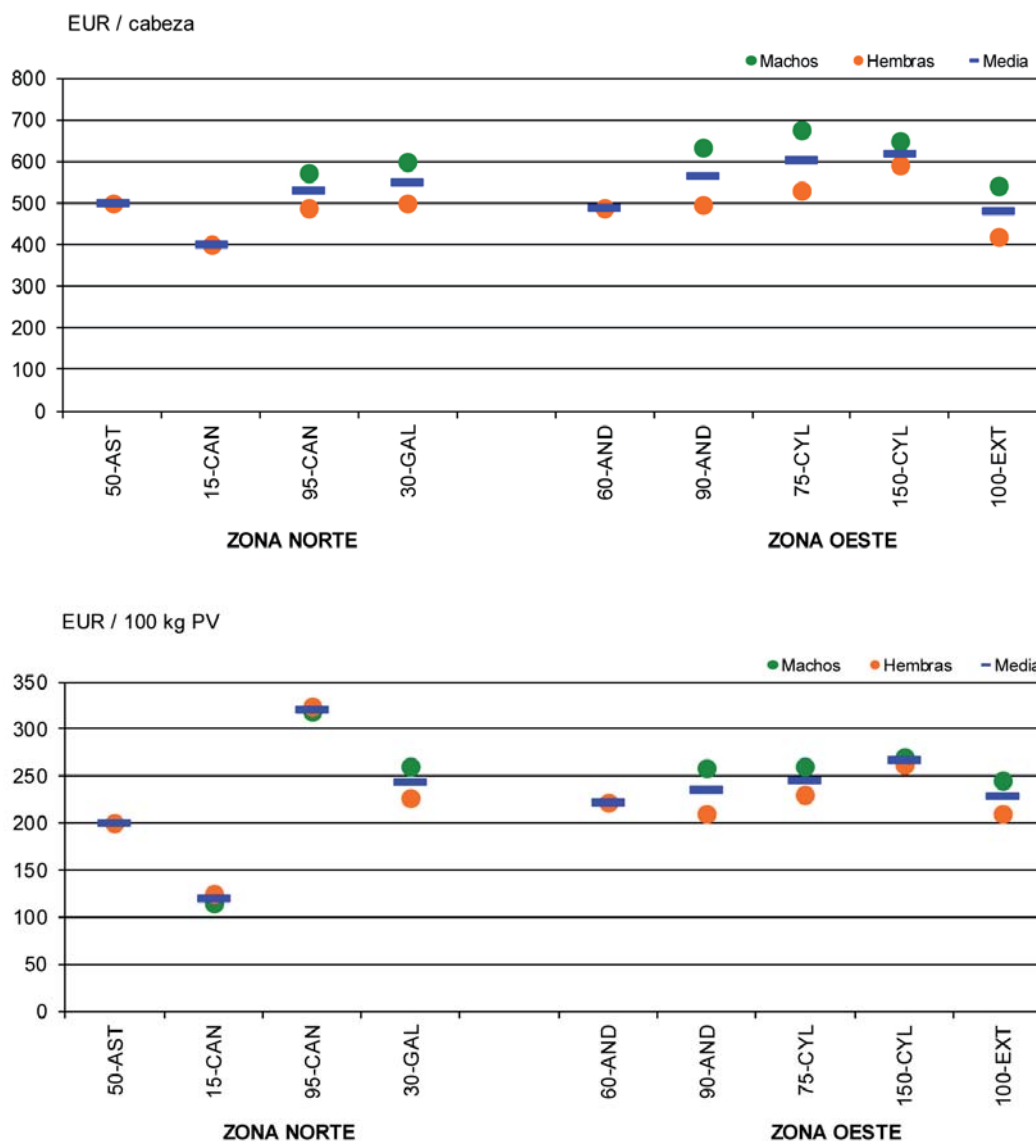 EUR / cabeza
Machos Hembras Media
800
700
600
500
400
300
200
100
0
50-AST
15-CAN
95-CAN
30-GAL
60-AND
90-AND
75-CYL
150-CYL
100-EXT
ZONA NORTE ZONA OESTE
EUR / 100 kg PV
Machos Hembras Media
350
300
250
200
150
100
50
0
50-AST
15-CAN
95-CAN
30-GAL
60-AND
90-AND
75-CYL
150-CYL
100-EXT
ZONA NORTE ZONA OESTE